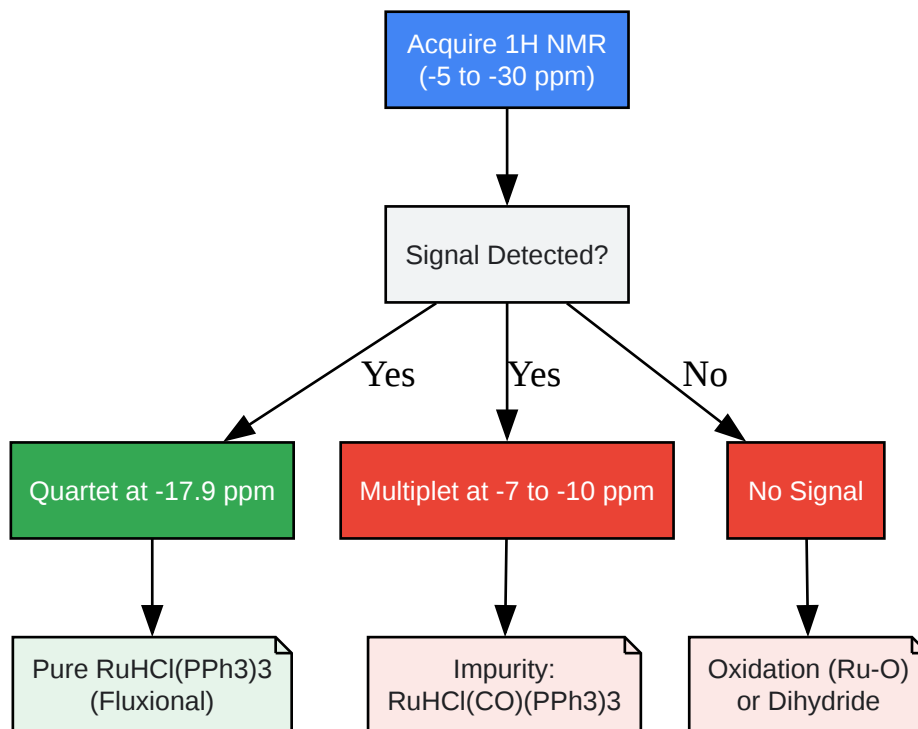 Acquire 1H NMR
(-5 to -30 ppm)
Signal Detected?
Yes
Yes
No
Quartet at -17.9 ppm
Multiplet at -7 to -10 ppm
No Signal
Pure RuHCl(PPh3)3
(Fluxional)
Impurity:
RuHCl(CO)(PPh3)3
Oxidation (Ru-O)
or Dihydride